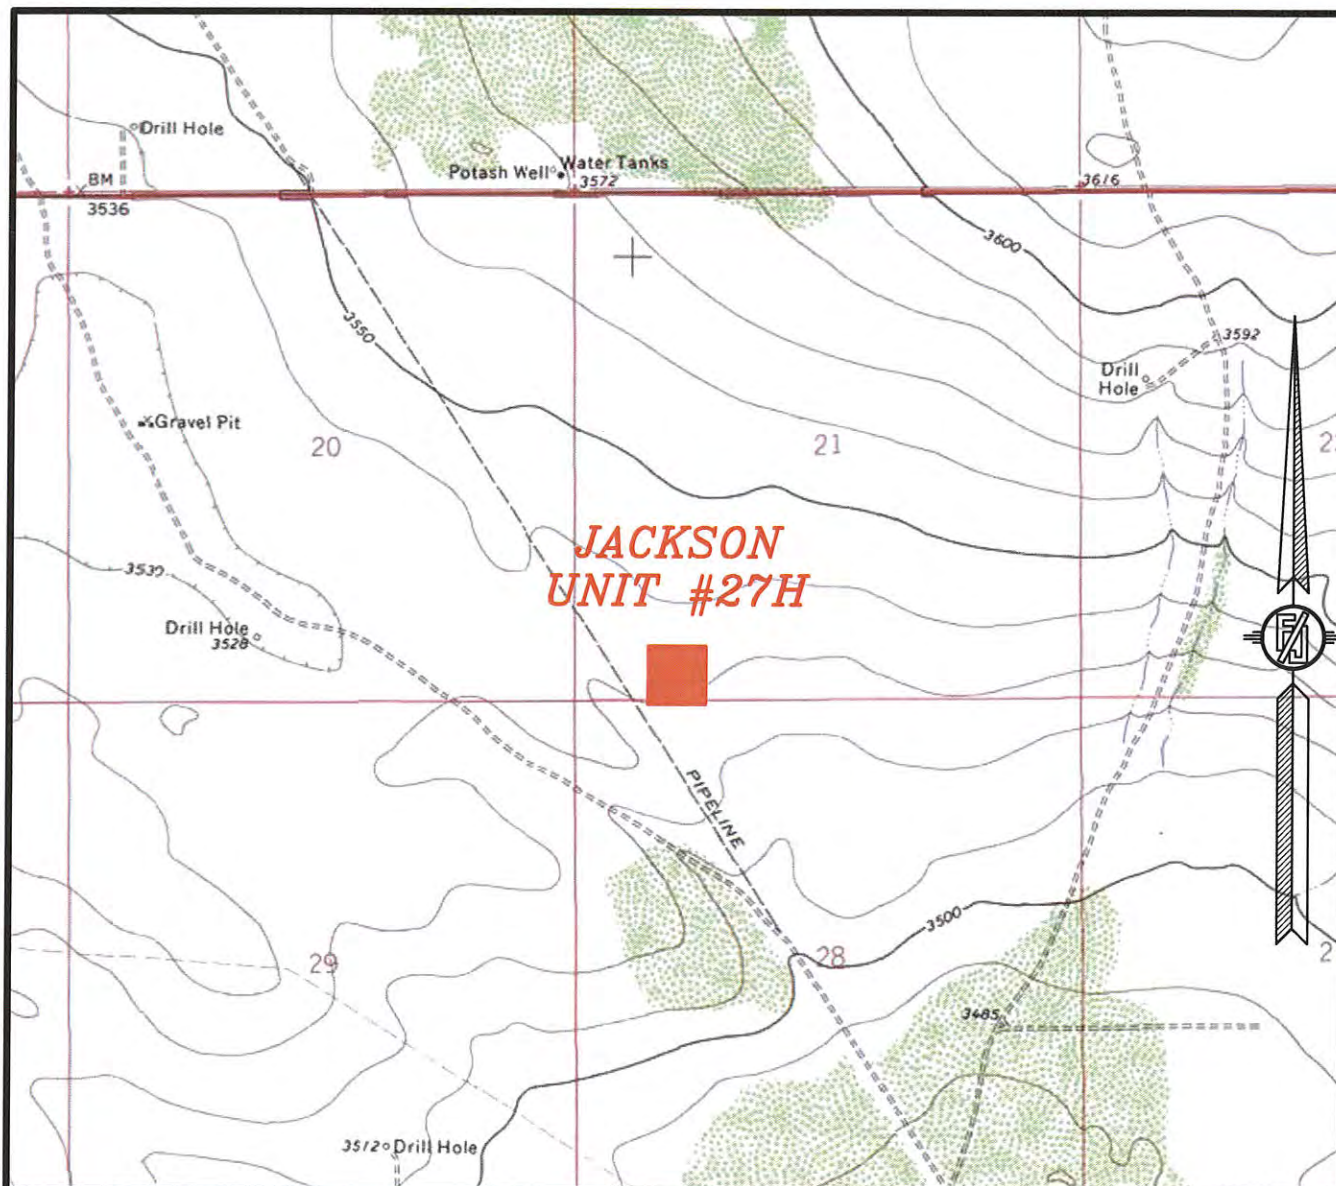 Drill Hole
Potash Well
Water Tanks
3572
BM
3536
3616
3600
3550
3592
Drill
Hole
Gravel Pit
20
21
JACKSON
UNIT #27H
Drill Hole
3528
PIPELINE
3500
29
28
3485
3512 Drill Hole